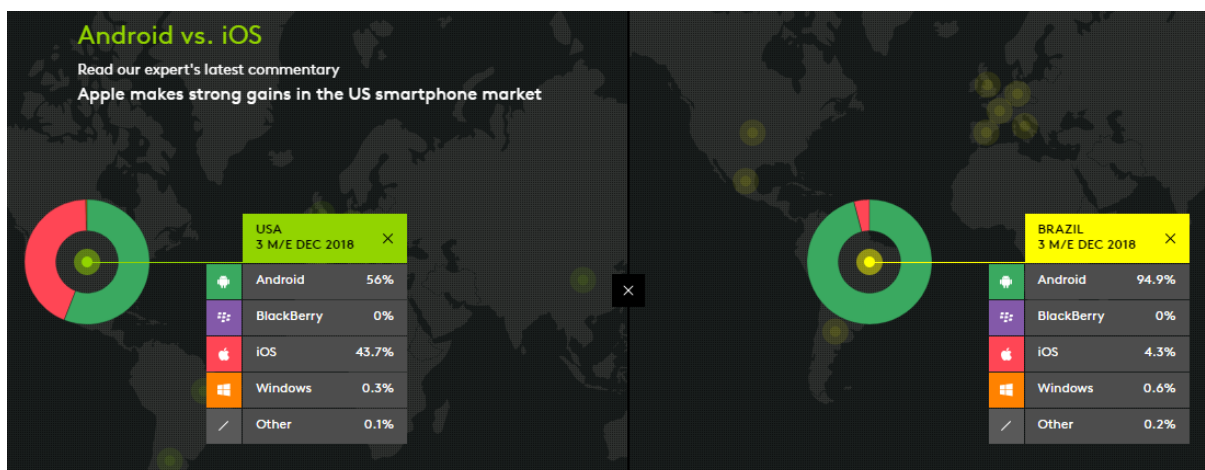 Android vs. iOS
Read our expert's latest commentary
Apple makes strong gains in the US smartphone market
USA
3 M/E DEC 2018
Android 56%
BlackBerry 0%
iOS 43.7%
Windows 0.3%
Other 0.1%
BRAZIL
3 M/E DEC 2018
Android 94.9%
BlackBerry 0%
iOS 4.3%
Windows 0.6%
Other 0.2%